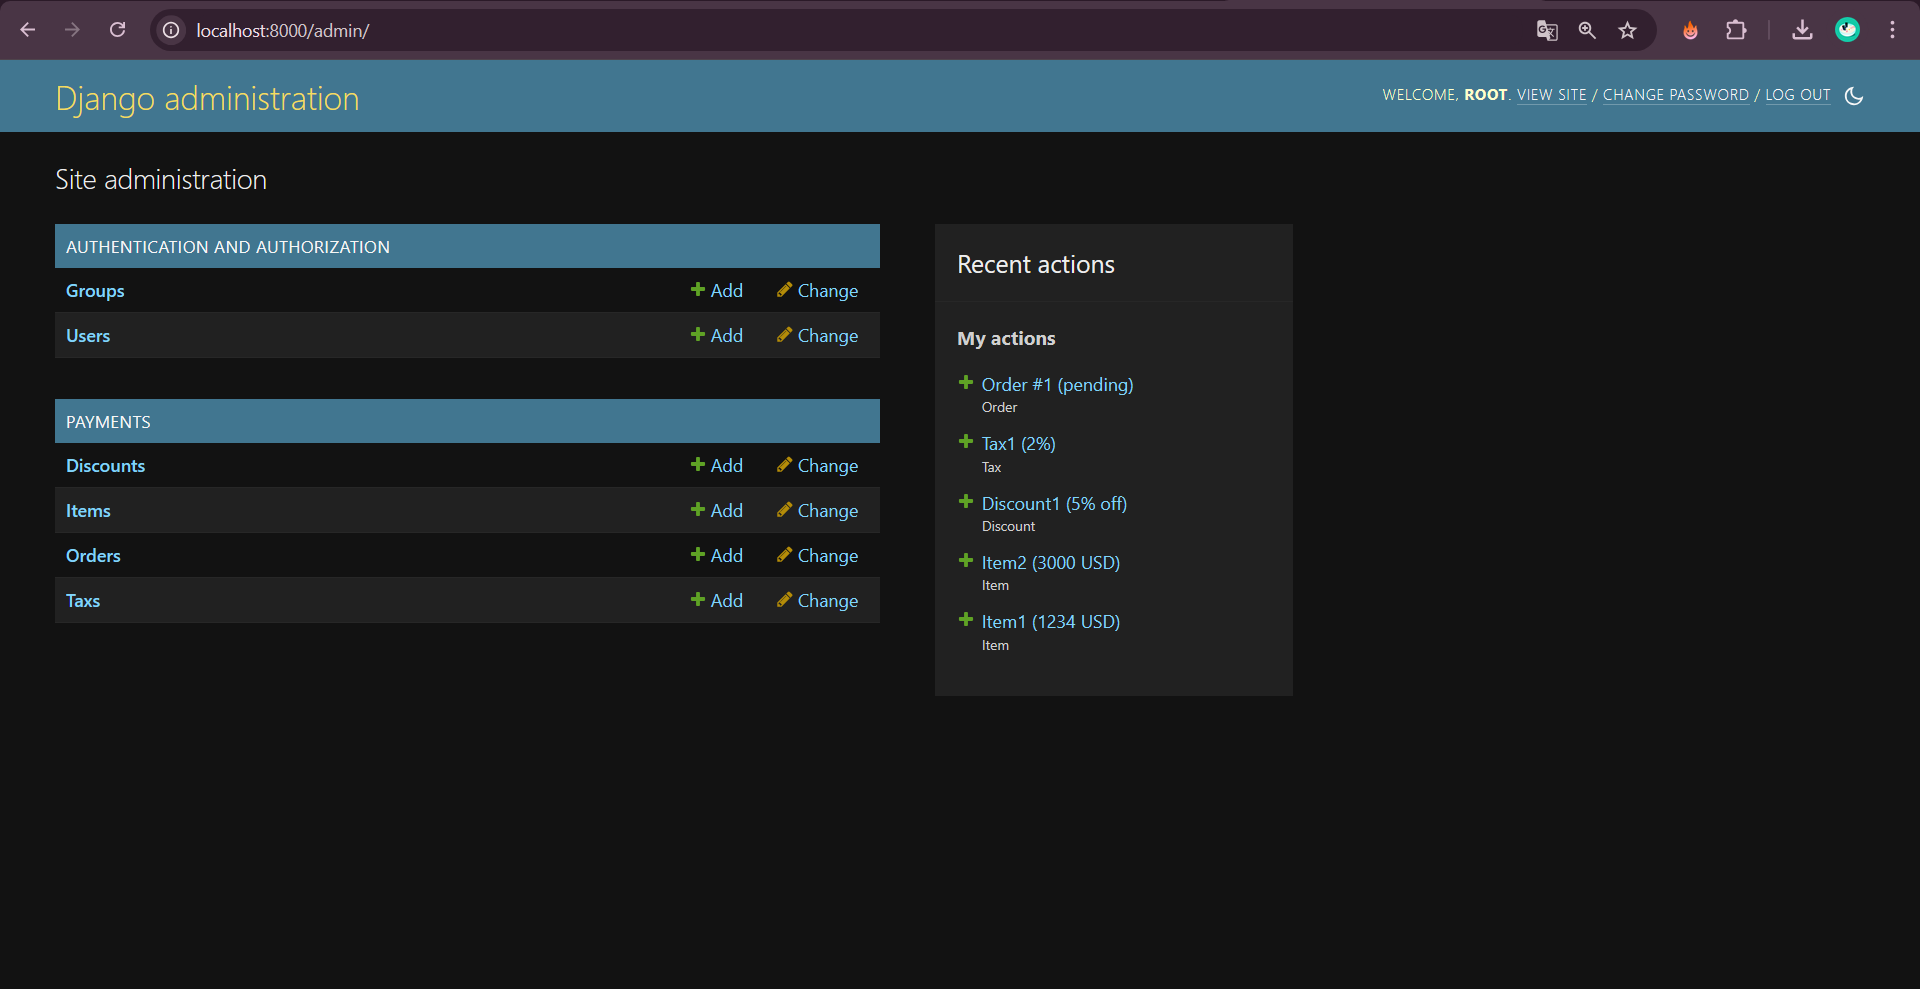 localhost:8000/admin/
Django administration
WELCOME, ROOT. VIEW SITE / CHANGE PASSWORD / LOG OUT
Site administration
AUTHENTICATION AND AUTHORIZATION
Groups Add Change
Users Add Change
PAYMENTS
Discounts Add Change
Items Add Change
Orders Add Change
Taxs Add Change
Recent actions
My actions
Order #1 (pending)
Order
Tax1 (2%)
Tax
Discount1 (5% off)
Discount
Item2 (3000 USD)
Item
Item1 (1234 USD)
Item